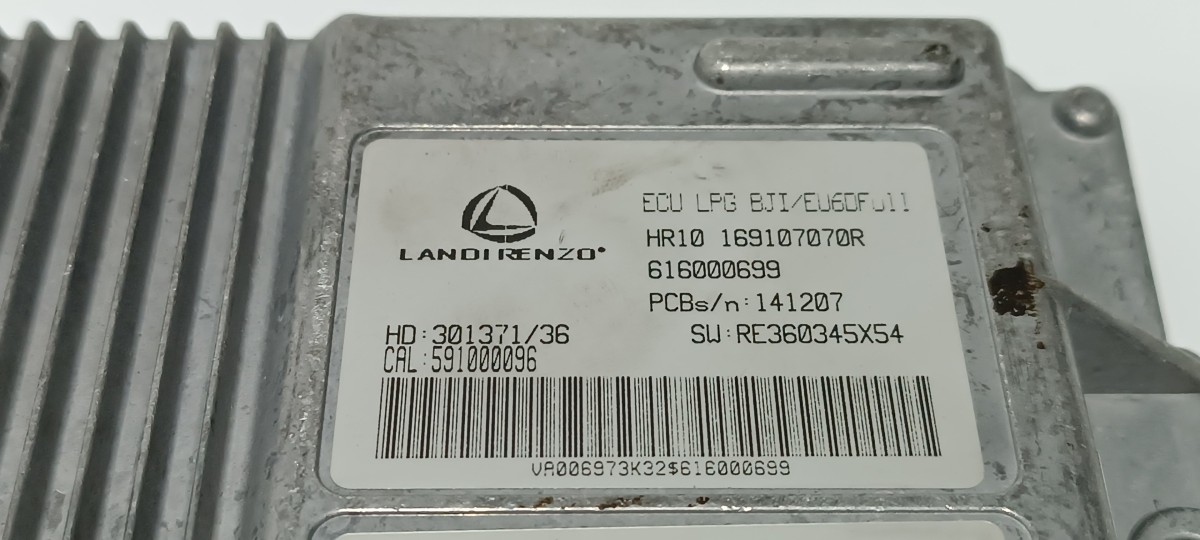 LANDIRENZO
ECU LPG BJI/EU6DFull
HR10 169107070R
616000699
PCBs/n:141207
HD:301371/36 SW:RE360345X54
CAL:591000096
VA006973K32$616000699